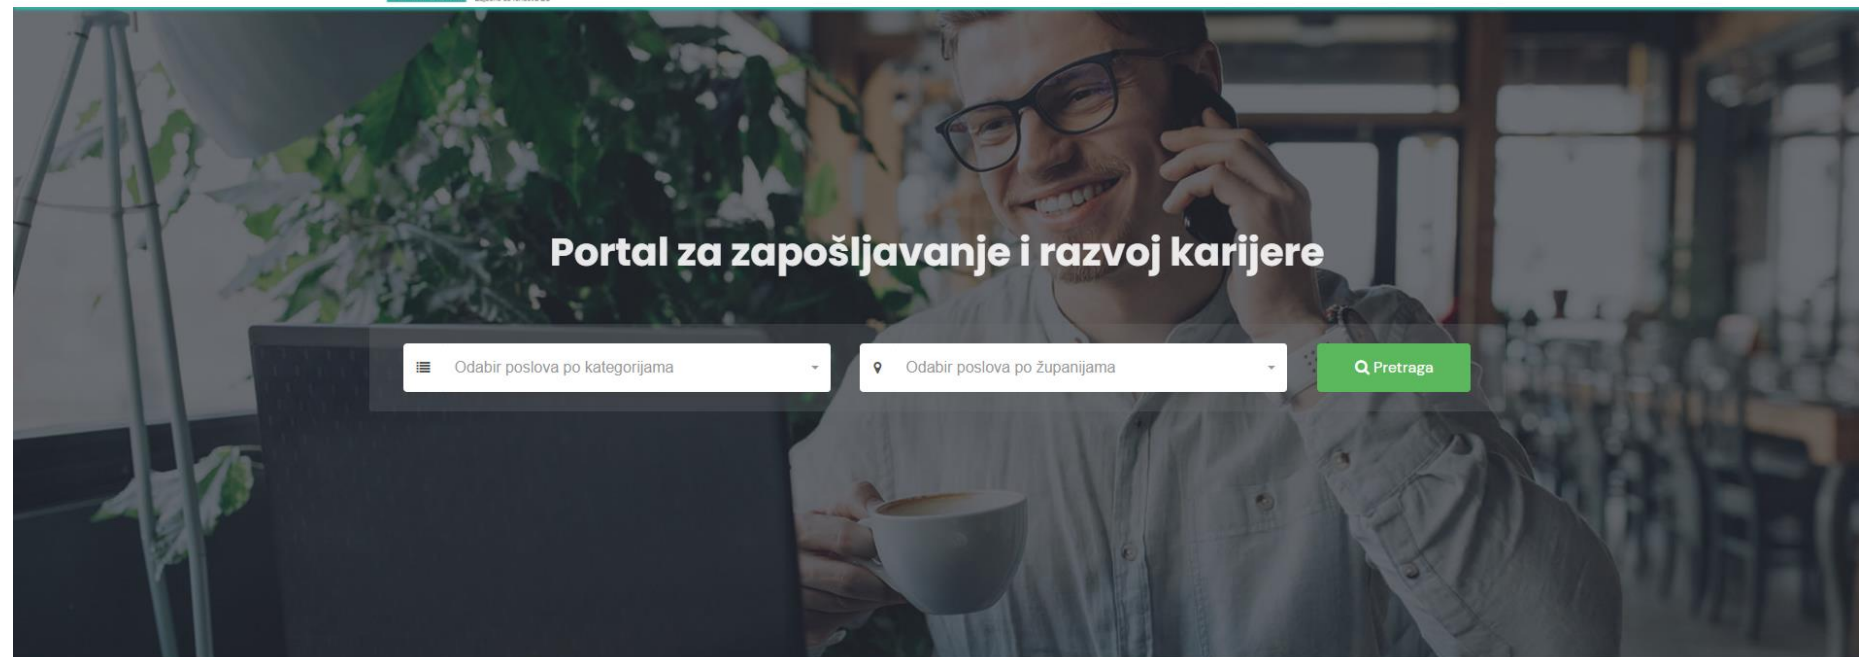 Portal za zapošljavanje i razvoj karijere
Odabir poslova po kategorijama
Odabir poslova po županijama
Pretraga